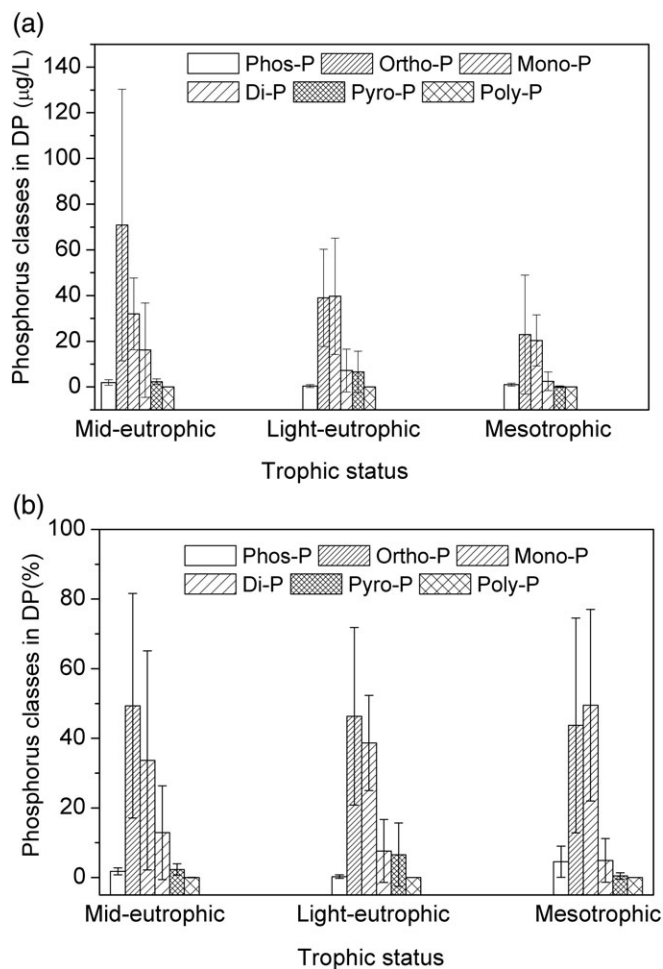 (a)
140
120
100
80
60
40
20
0
Phosphorus classes in DP (μg/L)
Phos-P Ortho-P Mono-P
Di-P Pyro-P Poly-P
Mid-eutrophic Light-eutrophic Mesotrophic
Trophic status
(b)
100
80
60
40
20
0
Phosphorus classes in DP(%)
Phos-P Ortho-P Mono-P
Di-P Pyro-P Poly-P
Mid-eutrophic Light-eutrophic Mesotrophic
Trophic status